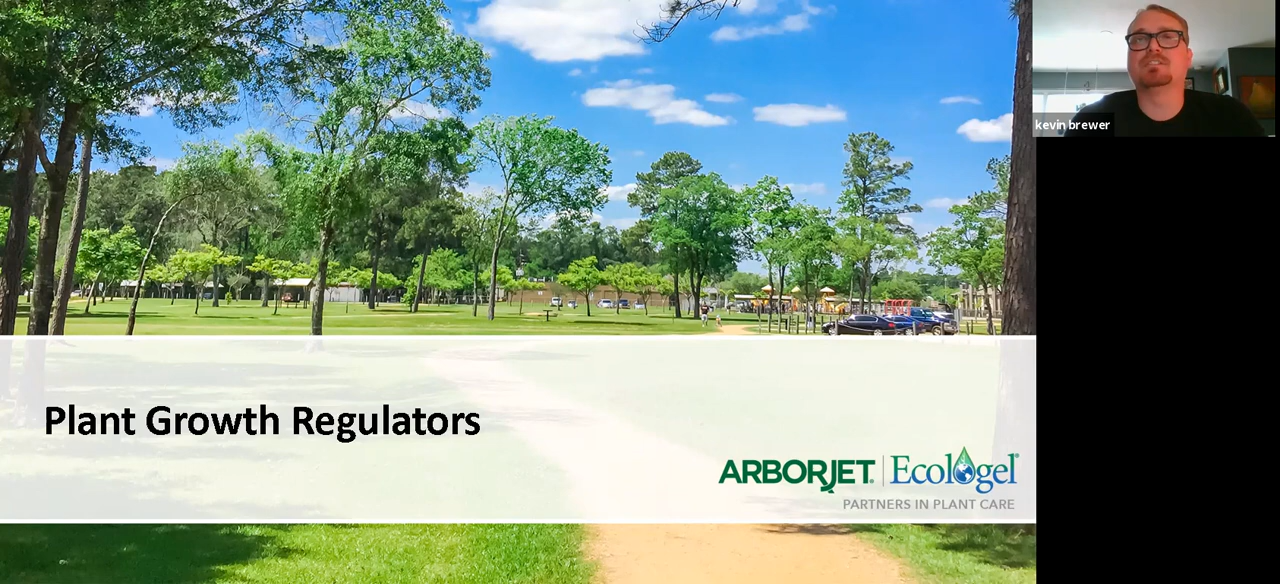 kevin brewer
Plant Growth Regulators
ARBORJET® | Ecologel®
PARTNERS IN PLANT CARE